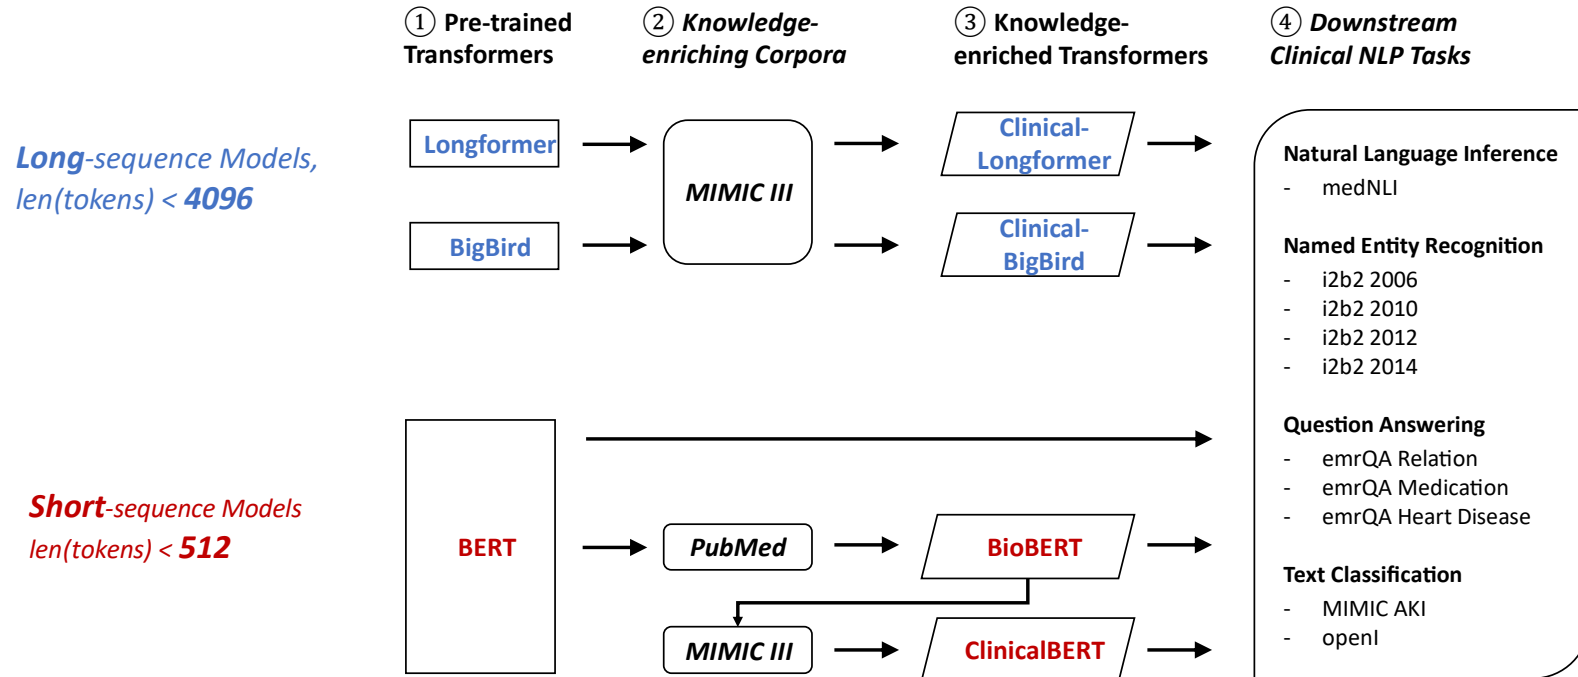 ① Pre-trained
Transformers
② Knowledge-
enriching Corpora
③ Knowledge-
enriched Transformers
④ Downstream
Clinical NLP Tasks
Long-sequence Models,
len(tokens) < 4096
Longformer
BigBird
MIMIC III
Clinical-
Longformer
Clinical-
BigBird
Short-sequence Models
len(tokens) < 512
BERT
PubMed
BioBERT
MIMIC III
ClinicalBERT
Natural Language Inference
- medNLI
Named Entity Recognition
- i2b2 2006
- i2b2 2010
- i2b2 2012
- i2b2 2014
Question Answering
- emrQA Relation
- emrQA Medication
- emrQA Heart Disease
Text Classification
- MIMIC AKI
- openI